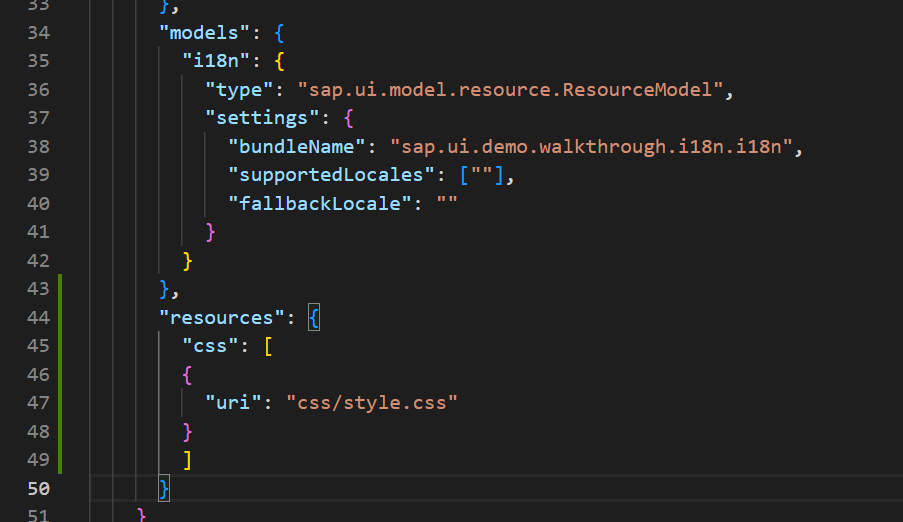 33 },
34 "models": {
35 "i18n": {
36 "type": "sap.ui.model.resource.ResourceModel",
37 "settings": {
38 "bundleName": "sap.ui.demo.walkthrough.i18n.i18n",
39 "supportedLocales": [""],
40 "fallbackLocale": ""
41 }
42 }
43 },
44 "resources": {
45 "css": [
46 {
47 "uri": "css/style.css"
48 }
49 ]
50 }
51 }